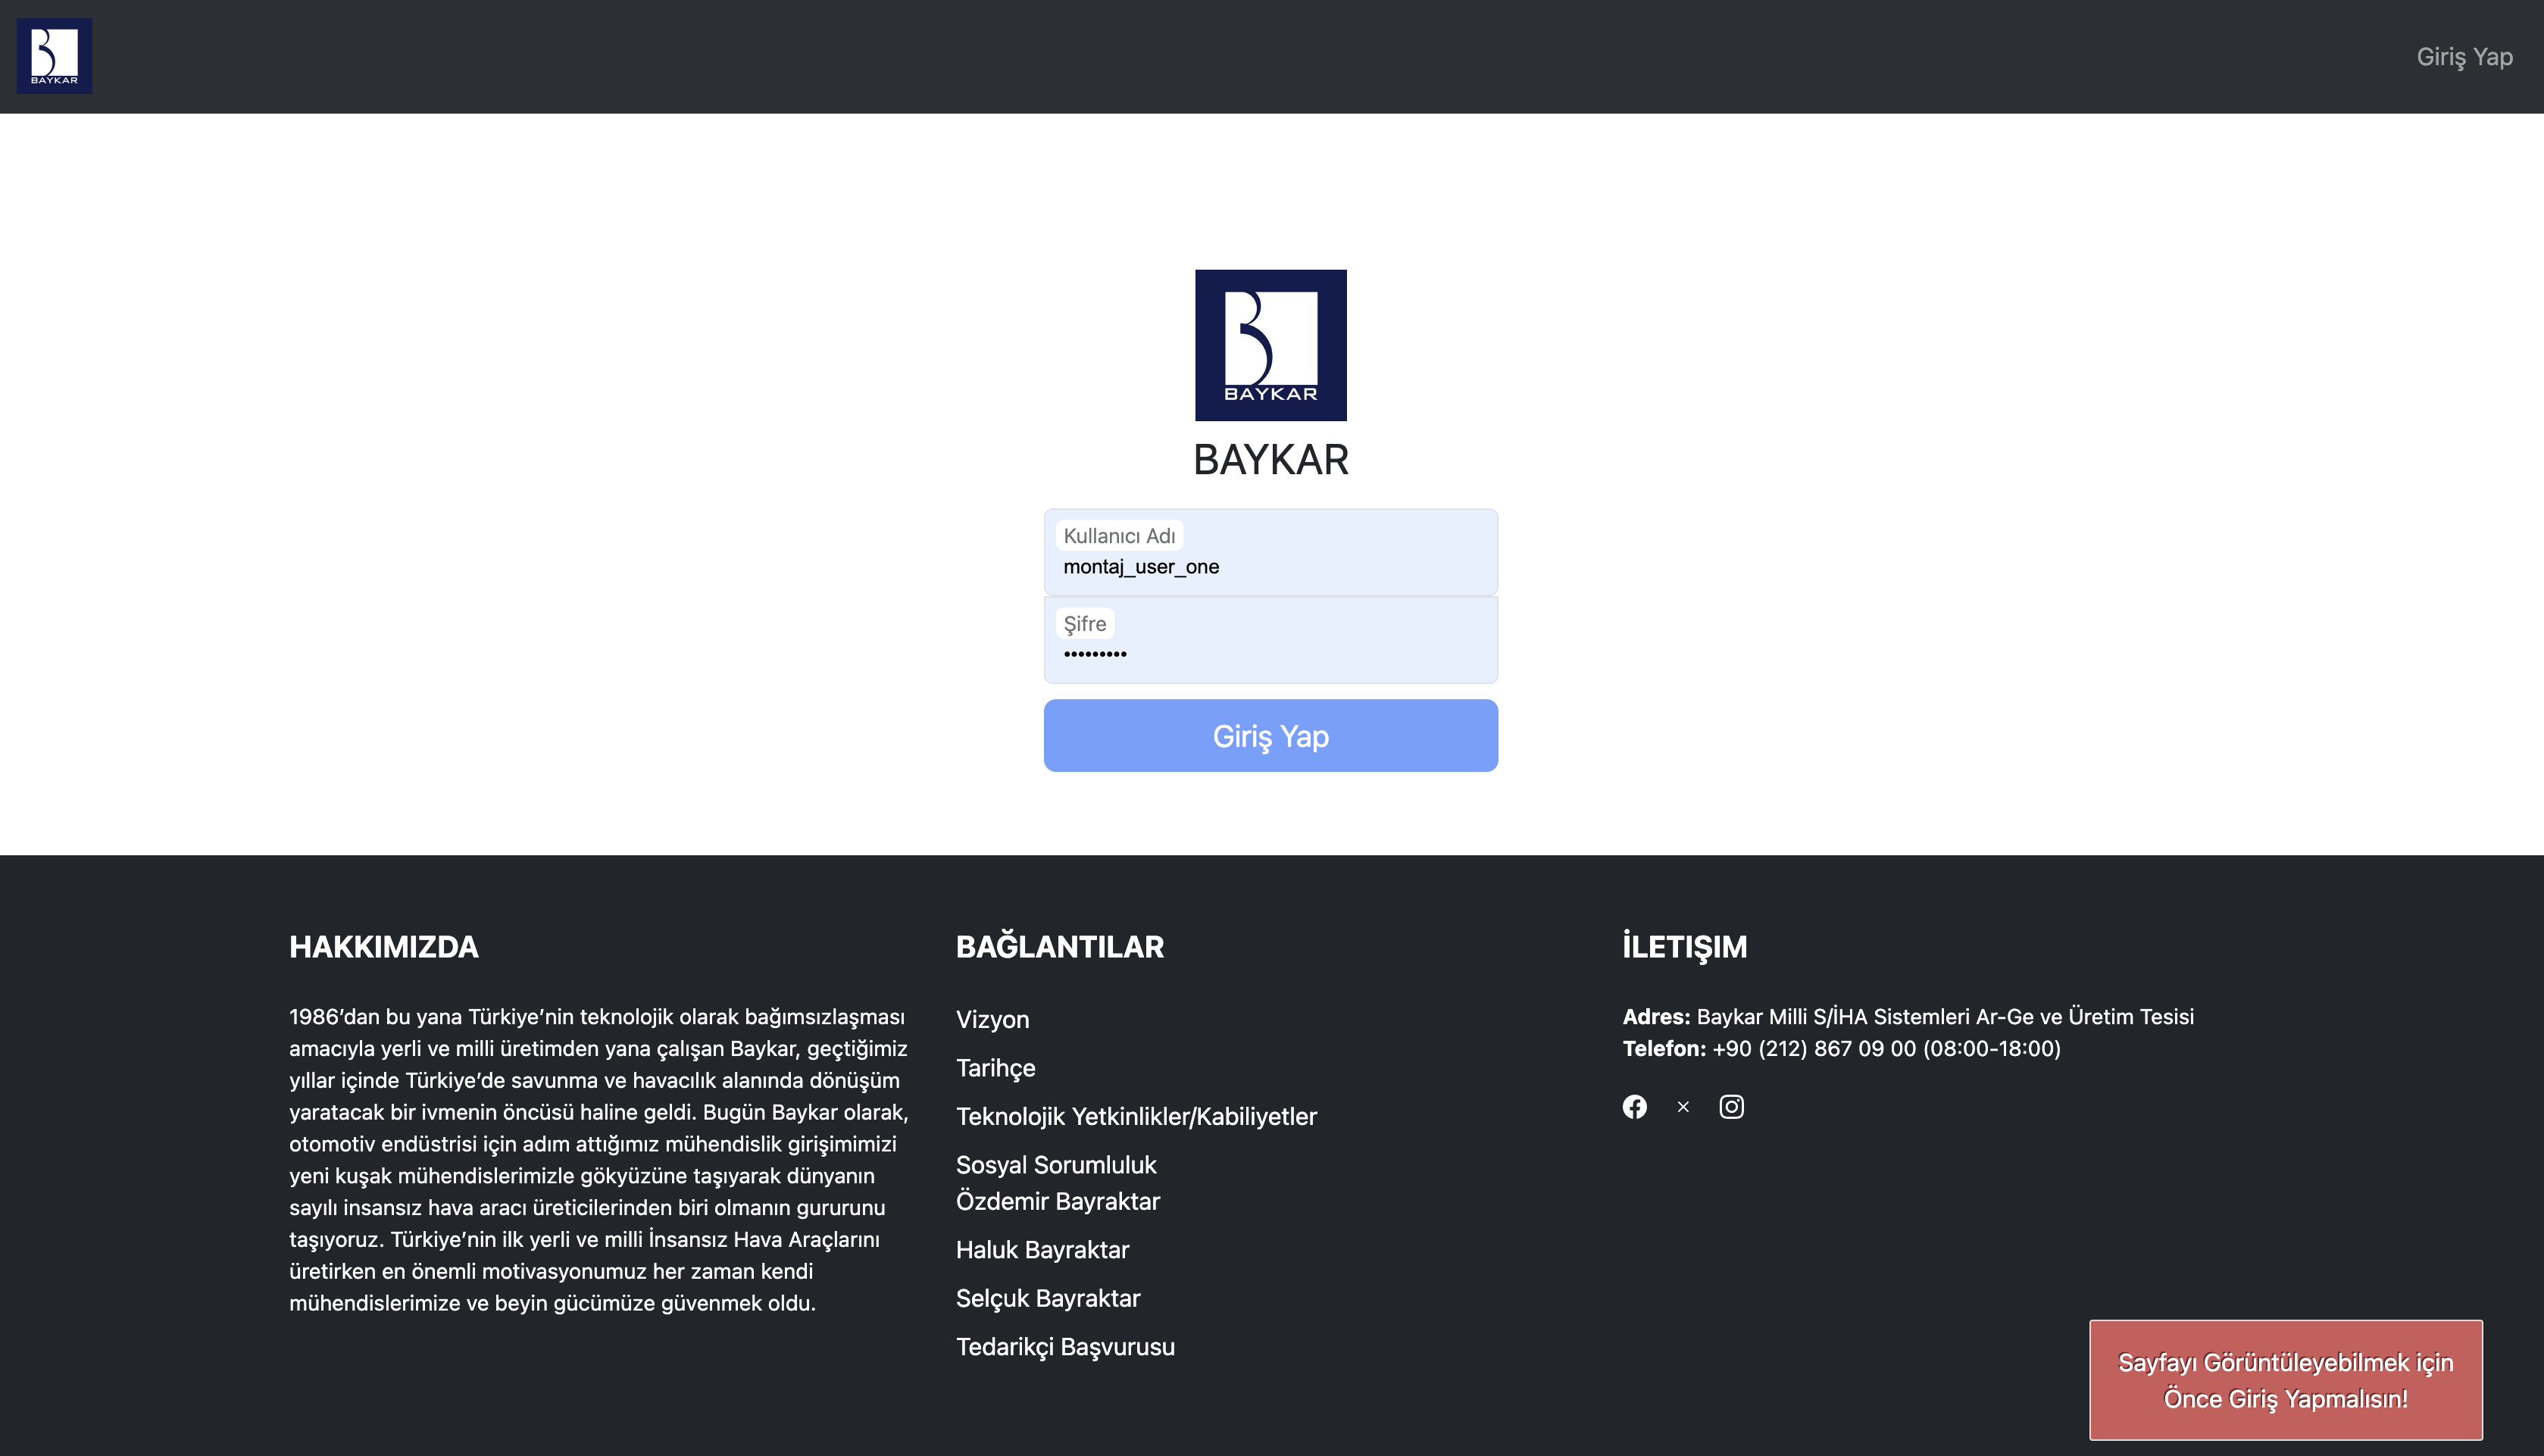 BAYKAR
Giriş Yap
BAYKAR
BAYKAR
Kullanıcı Adı
montaj_user_one
Şifre
•••••••••
Giriş Yap
HAKKIMIZDA
1986’dan bu yana Türkiye’nin teknolojik olarak bağımsızlaşması
amacıyla yerli ve milli üretimden yana çalışan Baykar, geçtiğimiz
yıllar içinde Türkiye’de savunma ve havacılık alanında dönüşüm
yaratacak bir ivmenin öncüsü haline geldi. Bugün Baykar olarak,
otomotiv endüstrisi için adım attığımız mühendislik girişimimizi
yeni kuşak mühendislerimizle gökyüzüne taşıyarak dünyanın
sayılı insansız hava aracı üreticilerinden biri olmanın gururunu
taşıyoruz. Türkiye’nin ilk yerli ve milli İnsansız Hava Araçlarını
üretirken en önemli motivasyonumuz her zaman kendi
mühendislerimize ve beyin gücümüze güvenmek oldu.
BAĞLANTILAR
Vizyon
Tarihçe
Teknolojik Yetkinlikler/Kabiliyetler
Sosyal Sorumluluk
Özdemir Bayraktar
Haluk Bayraktar
Selçuk Bayraktar
Tedarikçi Başvurusu
İLETIŞIM
Adres: Baykar Milli S/İHA Sistemleri Ar-Ge ve Üretim Tesisi
Telefon: +90 (212) 867 09 00 (08:00-18:00)
Sayfayı Görüntüleyebilmek için
Önce Giriş Yapmalısın!